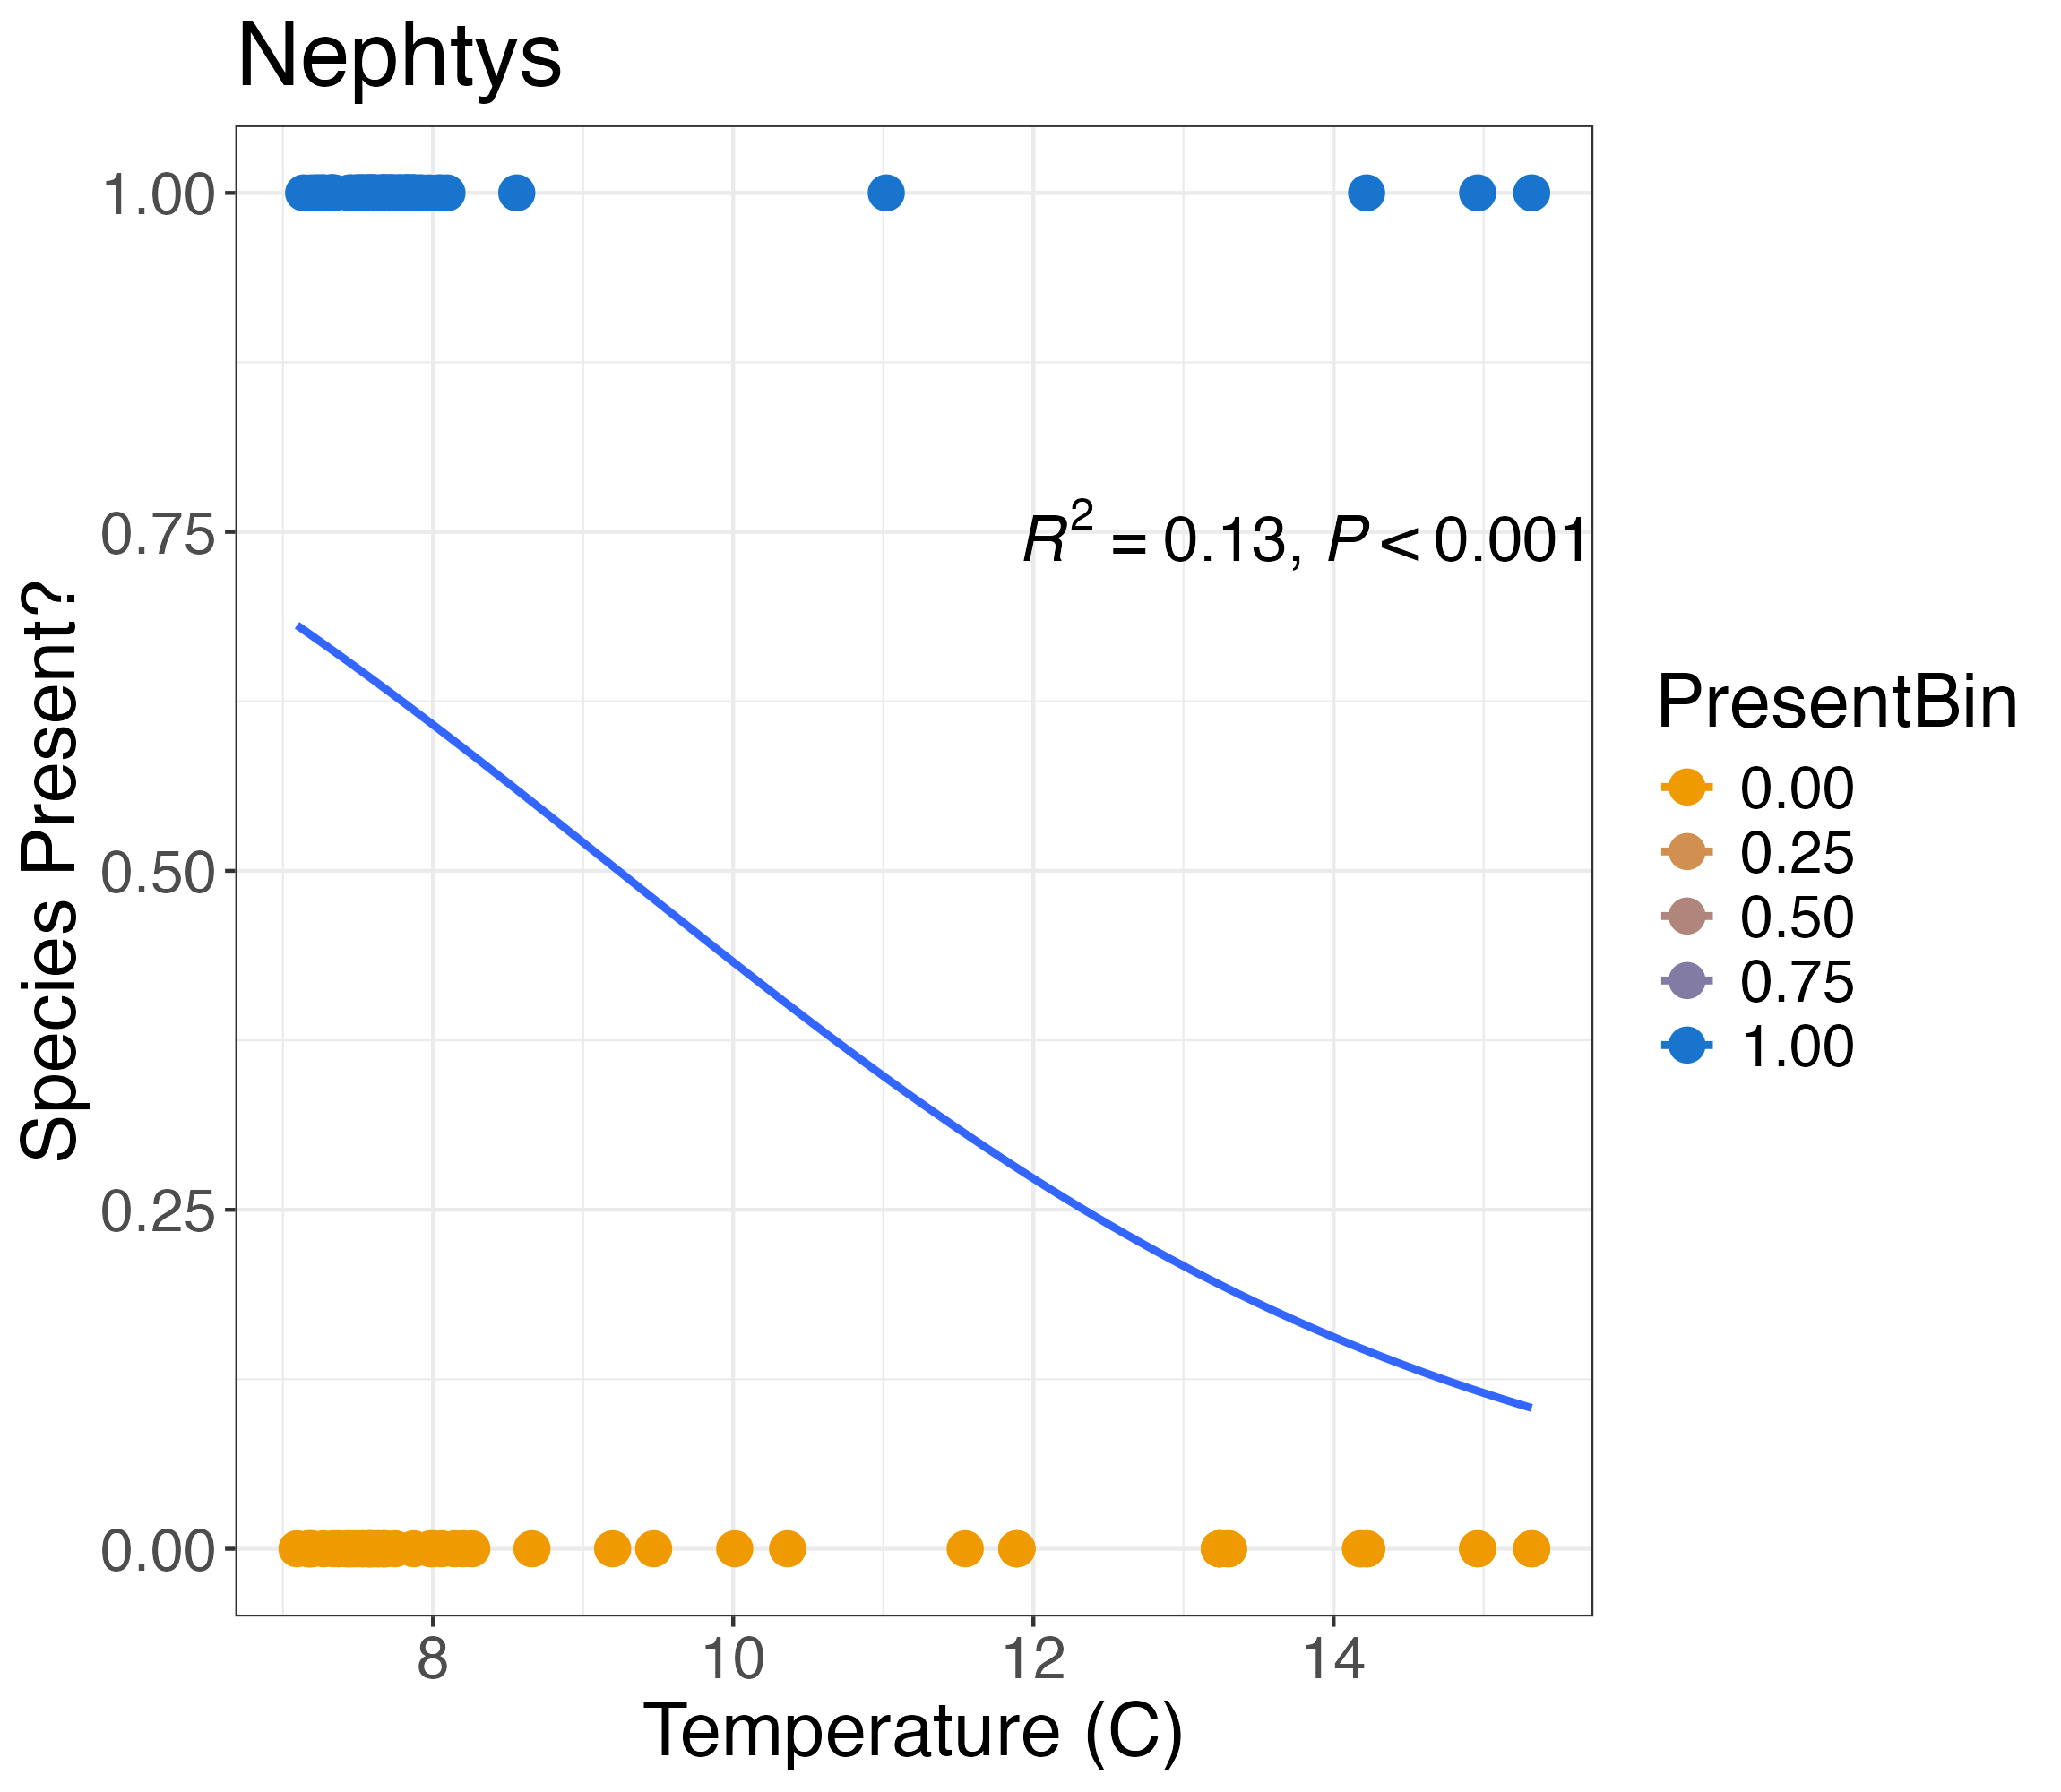 Nephtys
1.00
0.75
0.50
0.25
0.00
Species Present?
R² = 0.13, P < 0.001
8 10 12 14
Temperature (C)
PresentBin
0.00
0.25
0.50
0.75
1.00